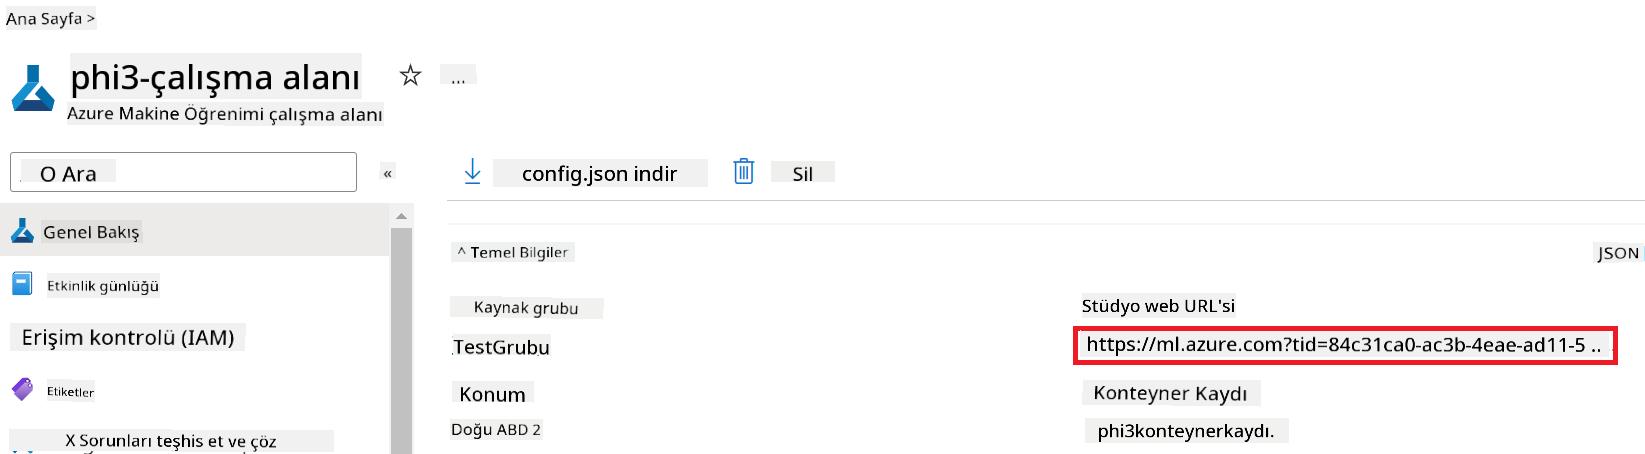 Ana Sayfa >
phi3-çalışma alanı
...
Azure Makine Öğrenimi çalışma alanı
O Ara
«
config.json indir
Sil
Genel Bakış
Etkinlik günlüğü
Erişim kontrolü (IAM)
Etiketler
X Sorunları teşhis et ve çöz
^ Temel Bilgiler
JSON
Kaynak grubu
TestGrubu
Konum
Doğu ABD 2
Stüdyo web URL'si
https://ml.azure.com?tid=84c31ca0-ac3b-4eae-ad11-5 ..
Konteyner Kaydı
phi3konteynerkaydı.